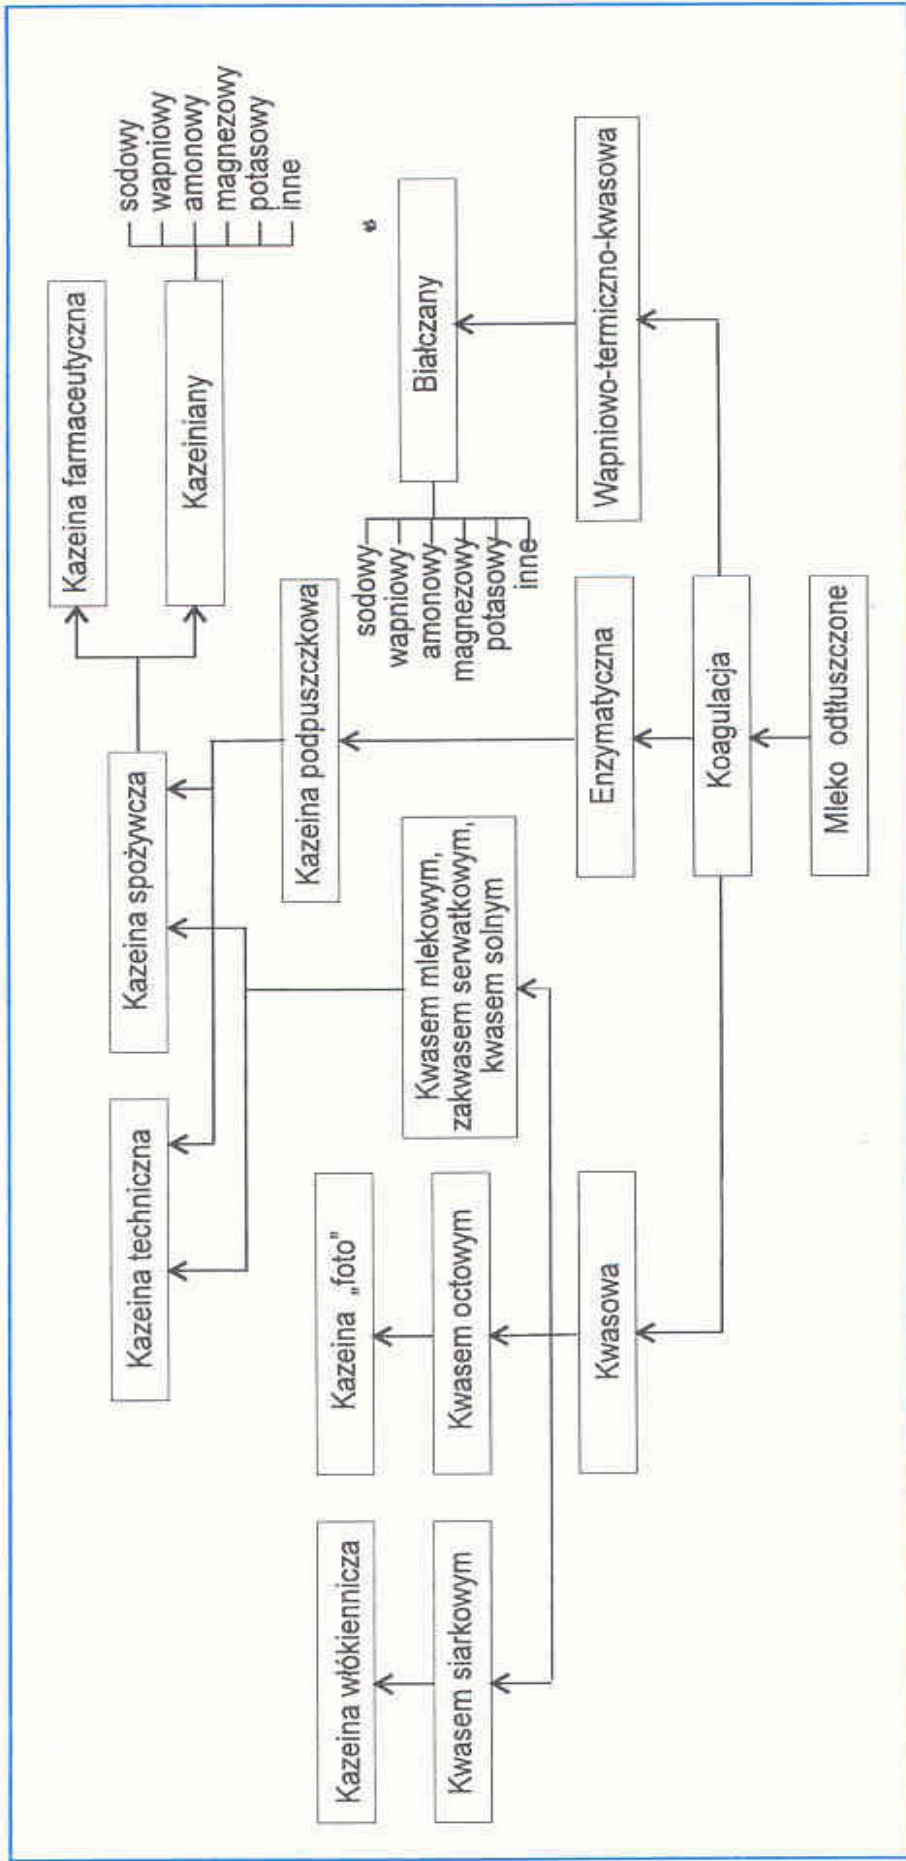 Kazeina farmaceutyczna
sodowy
wapniowy
amonowy
magnezowy
potasowy
inne
Kazeina techniczna
Kazeina spożywcza
Kazeiniany
Kazeina włókiennicza
Kazeina „foto”
Kazeina podpuszczkowa
sodowy
wapniowy
amonowy
magnezowy
potasowy
inne
Białczany
Kwasem siarkowym
Kwasem octowym
Kwasem mlekowym,
zakwasem serwatkowym,
kwasem solnym
Kwasowa
Enzymatyczna
Wapniowo-termiczno-kwasowa
Koagulacja
Mleko odtłuszczone